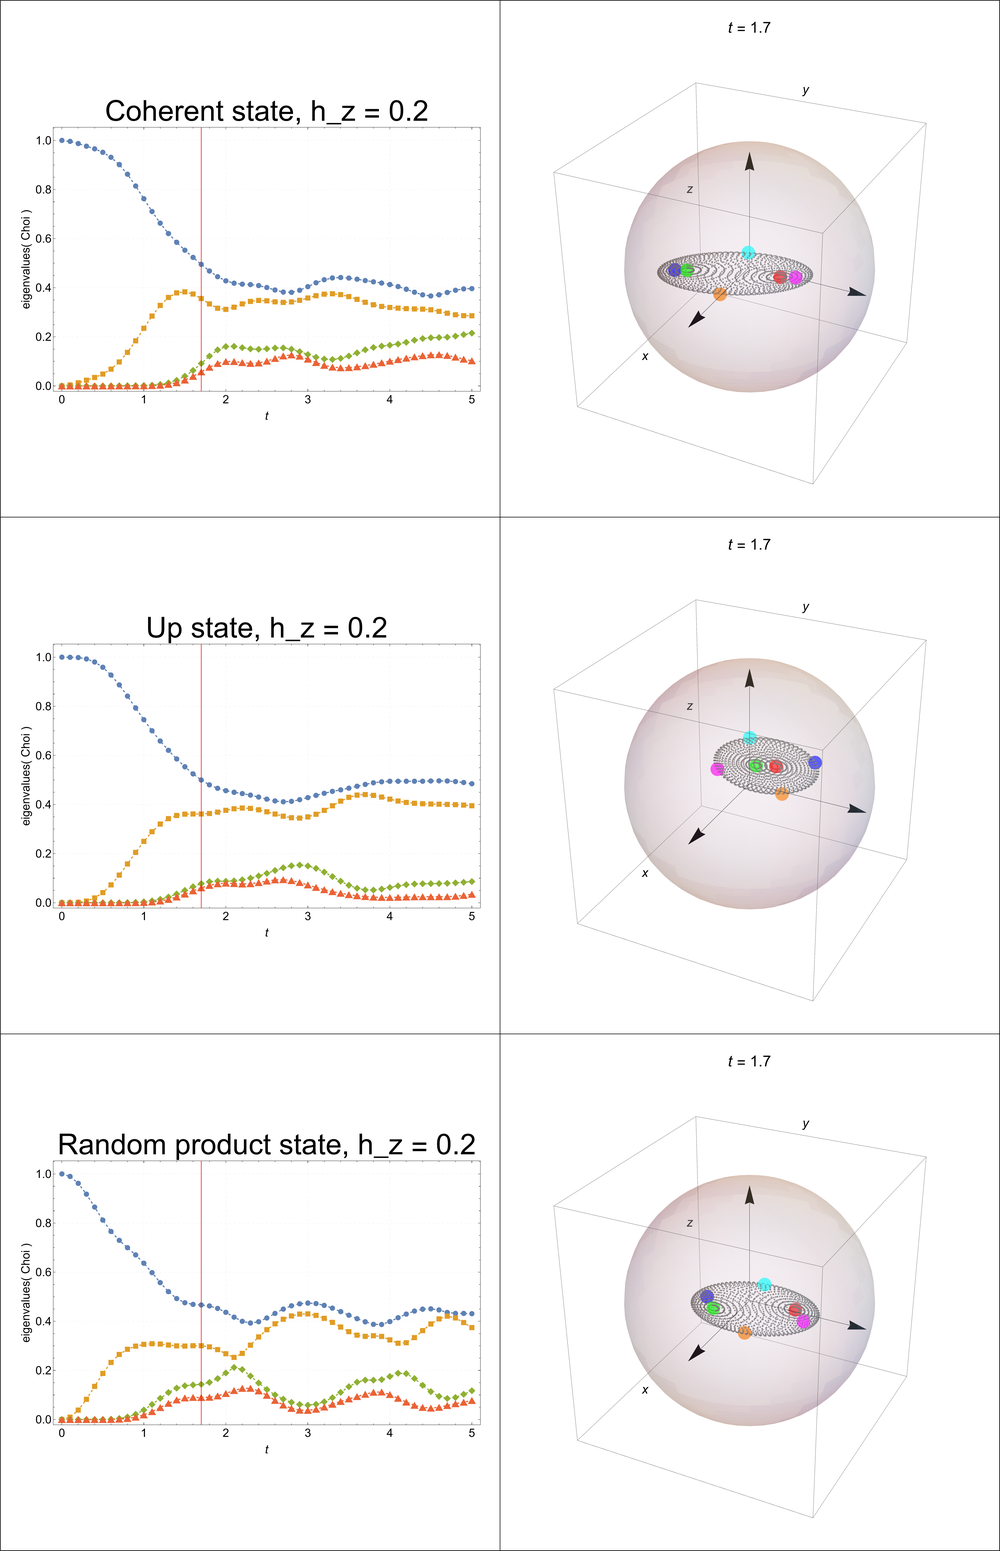 Coherent state, h_z = 0.2
eigenvalues( Choi )
1.0
0.8
0.6
0.4
0.2
0.0
0 1 2 3 4 5
t
t = 1.7
y
z
x
Up state, h_z = 0.2
eigenvalues( Choi )
1.0
0.8
0.6
0.4
0.2
0.0
0 1 2 3 4 5
t
t = 1.7
y
z
x
Random product state, h_z = 0.2
eigenvalues( Choi )
1.0
0.8
0.6
0.4
0.2
0.0
0 1 2 3 4 5
t
t = 1.7
y
z
x